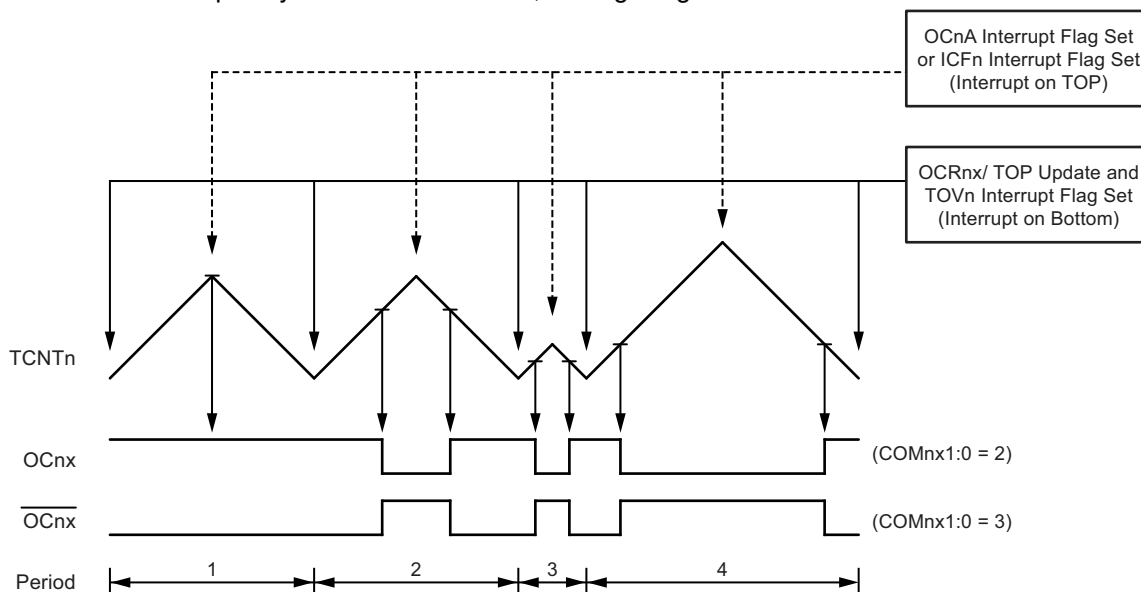 OCnA Interrupt Flag Set
or ICFn Interrupt Flag Set
(Interrupt on TOP)
OCRnx/ TOP Update and
TOVn Interrupt Flag Set
(Interrupt on Bottom)
TCNTn
OCnx
(COMnx1:0 = 2)
OCnx
(COMnx1:0 = 3)
Period
1
2
3
4